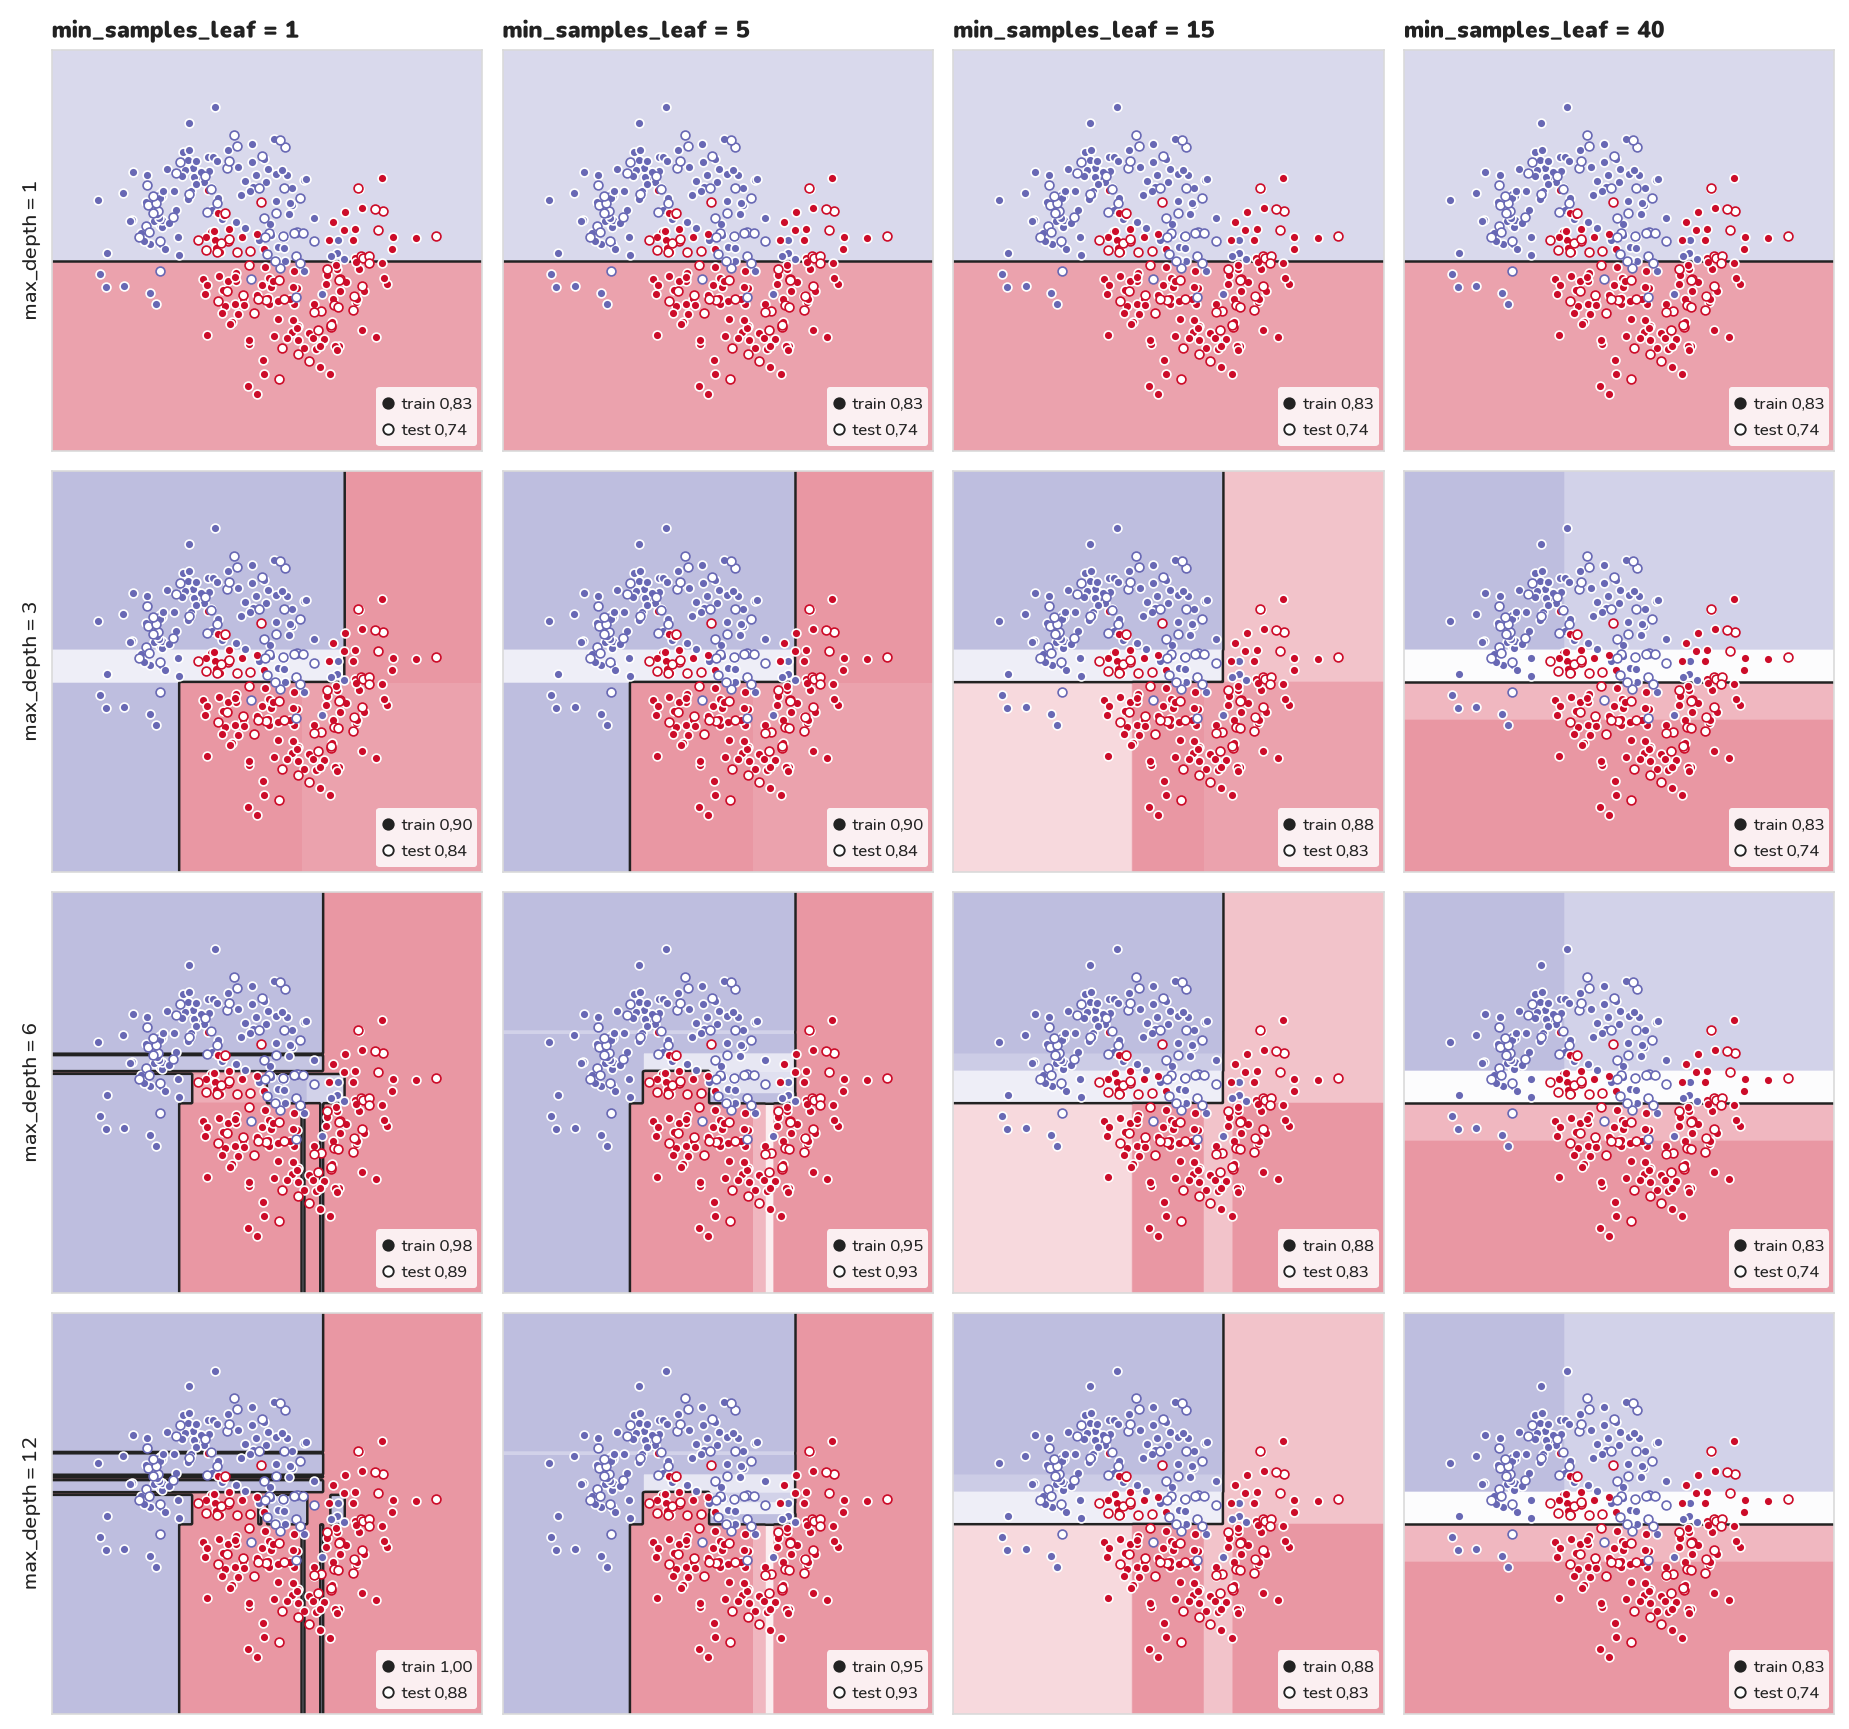 min_samples_leaf = 1
min_samples_leaf = 5
min_samples_leaf = 15
min_samples_leaf = 40
max_depth = 1
train 0,83
test 0,74
train 0,83
test 0,74
train 0,83
test 0,74
train 0,83
test 0,74
max_depth = 3
train 0,90
test 0,84
train 0,90
test 0,84
train 0,88
test 0,83
train 0,83
test 0,74
max_depth = 6
train 0,98
test 0,89
train 0,95
test 0,93
train 0,88
test 0,83
train 0,83
test 0,74
max_depth = 12
train 1,00
test 0,88
train 0,95
test 0,93
train 0,88
test 0,83
train 0,83
test 0,74